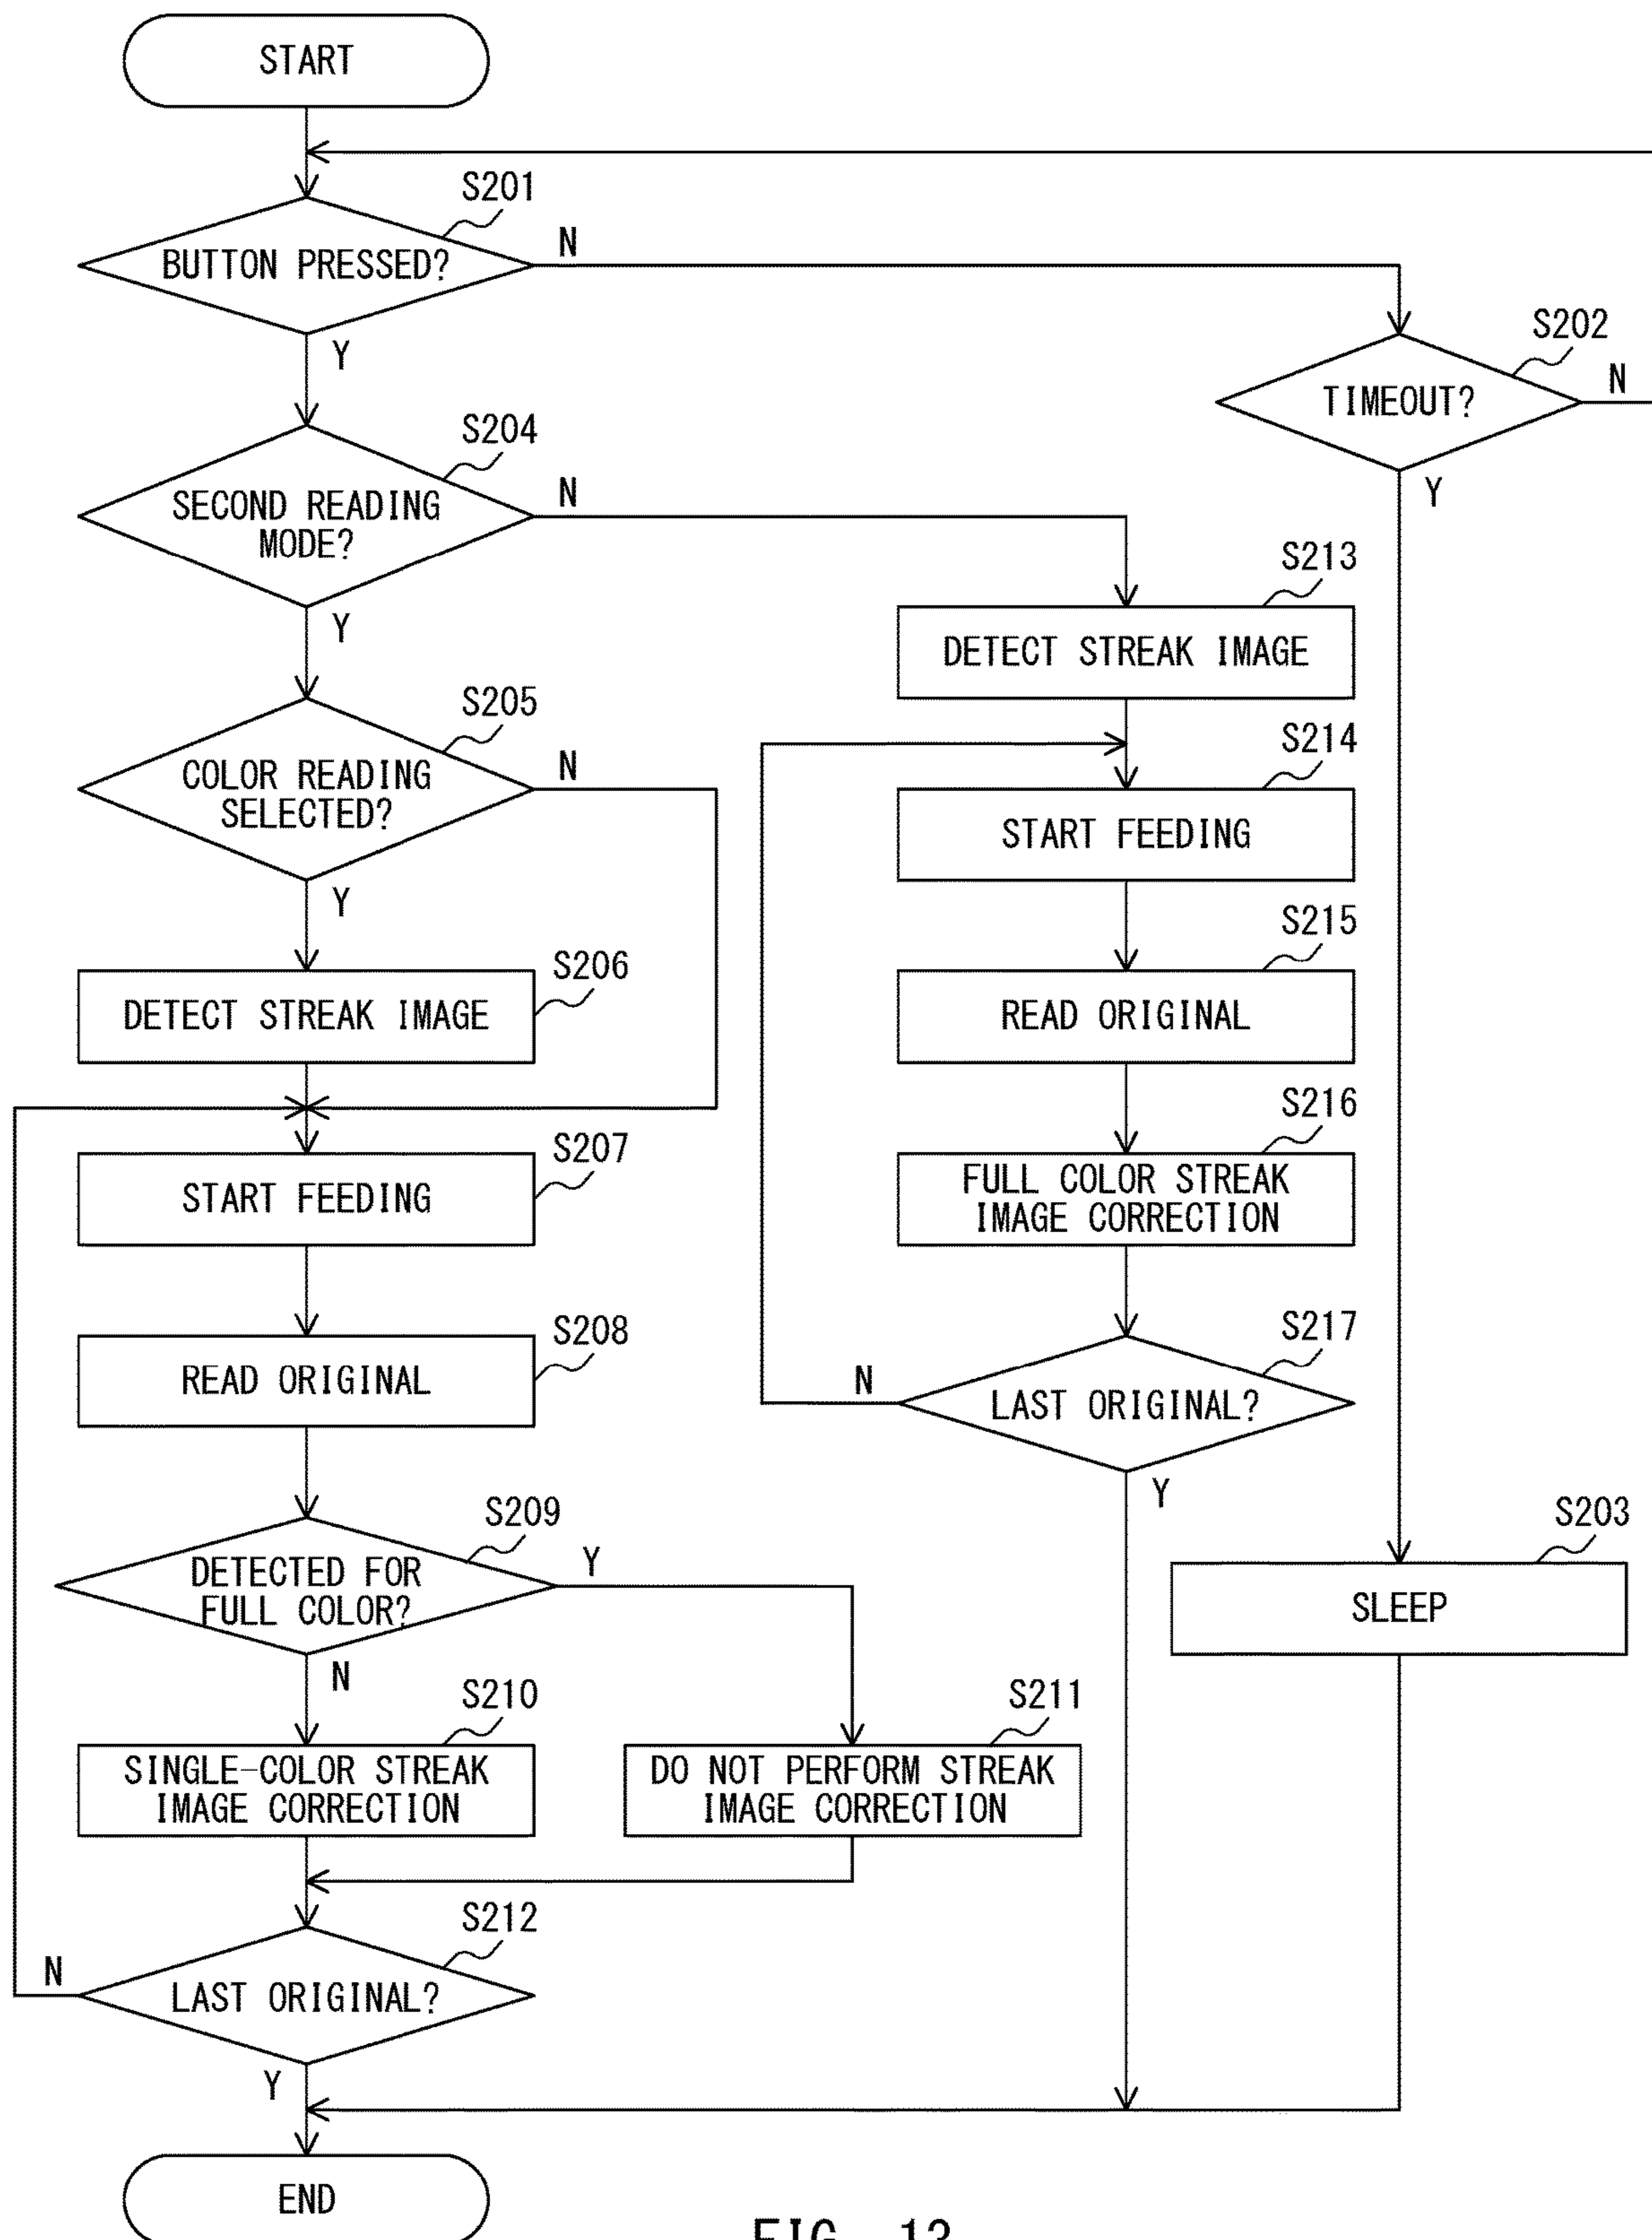 START
S201
BUTTON PRESSED?
N
Y
S202
TIMEOUT?
N
Y
S204
SECOND READING
MODE?
N
Y
S205
COLOR READING
SELECTED?
N
Y
S206
DETECT STREAK IMAGE
S207
START FEEDING
S208
READ ORIGINAL
S209
DETECTED FOR
FULL COLOR?
Y
N
S210
SINGLE-COLOR STREAK
IMAGE CORRECTION
S211
DO NOT PERFORM STREAK
IMAGE CORRECTION
S212
LAST ORIGINAL?
N
Y
S213
DETECT STREAK IMAGE
S214
START FEEDING
S215
READ ORIGINAL
S216
FULL COLOR STREAK
IMAGE CORRECTION
S217
LAST ORIGINAL?
N
Y
S203
SLEEP
END